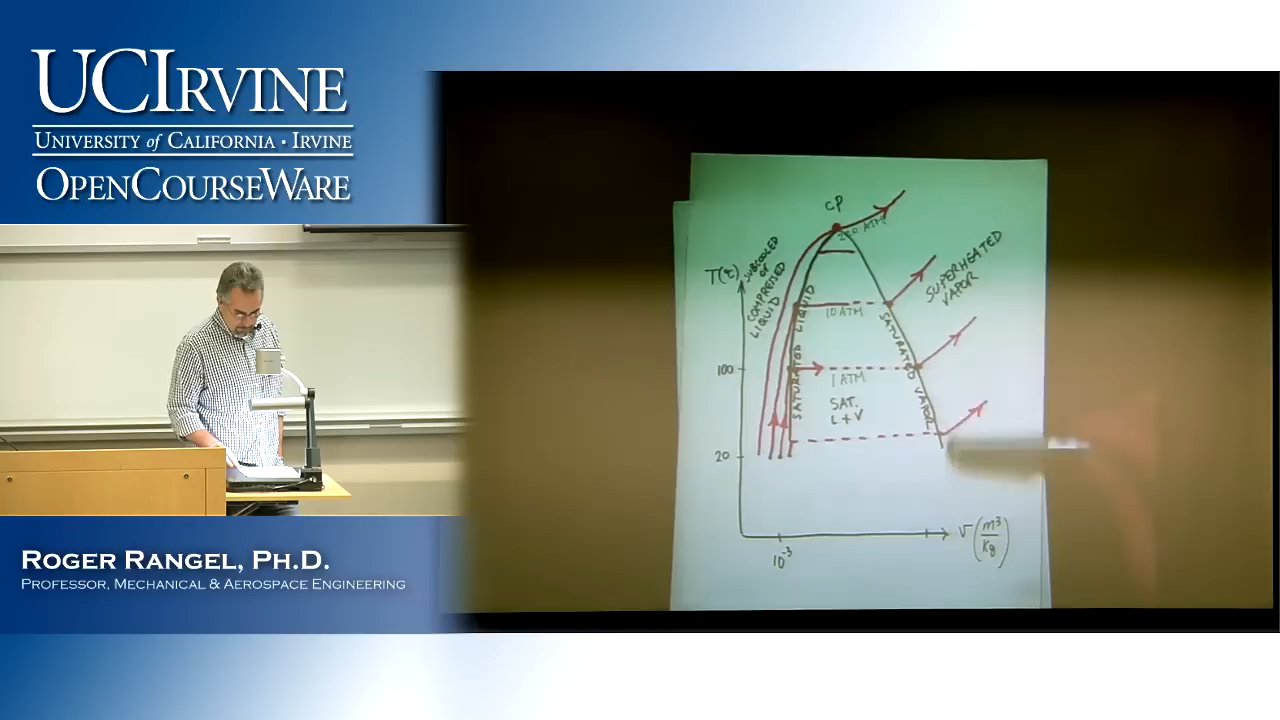 UCIRVINE
UNIVERSITY of CALIFORNIA • IRVINE
OPENCOURSEWARE
ROGER RANGEL, PH.D.
PROFESSOR, MECHANICAL & AEROSPACE ENGINEERING
CP
T(°C)
SUBCOOLED
OR
COMPRESSED
LIQUID
SATURATED LIQUID
10 ATM
SATURATED VAPOR
SUPERHEATED
VAPOR
100
1 ATM
SAT.
L + V
20
10⁻³
v (m³/kg)